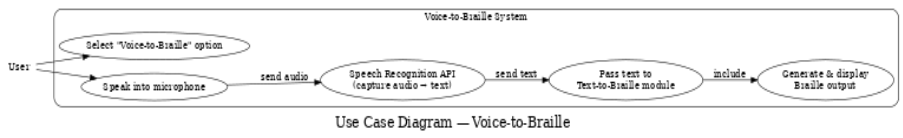 Voice-to-Braille System
Select "Voice-to-Braille" option
User
Speak into microphone
send audio
Speech Recognition API
(capture audio → text)
send text
Pass text to
Text-to-Braille module
include
Generate & display
Braille output
Use Case Diagram — Voice-to-Braille